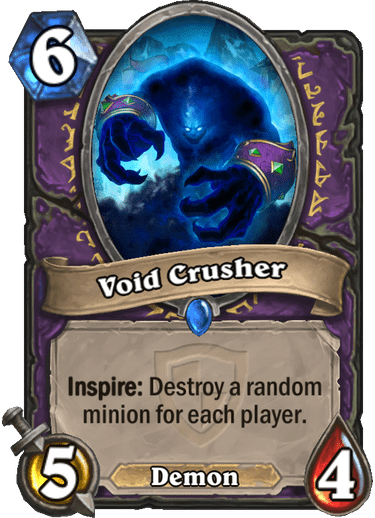 6
Void Crusher
Inspire: Destroy a random
minion for each player.
5
Demon
4